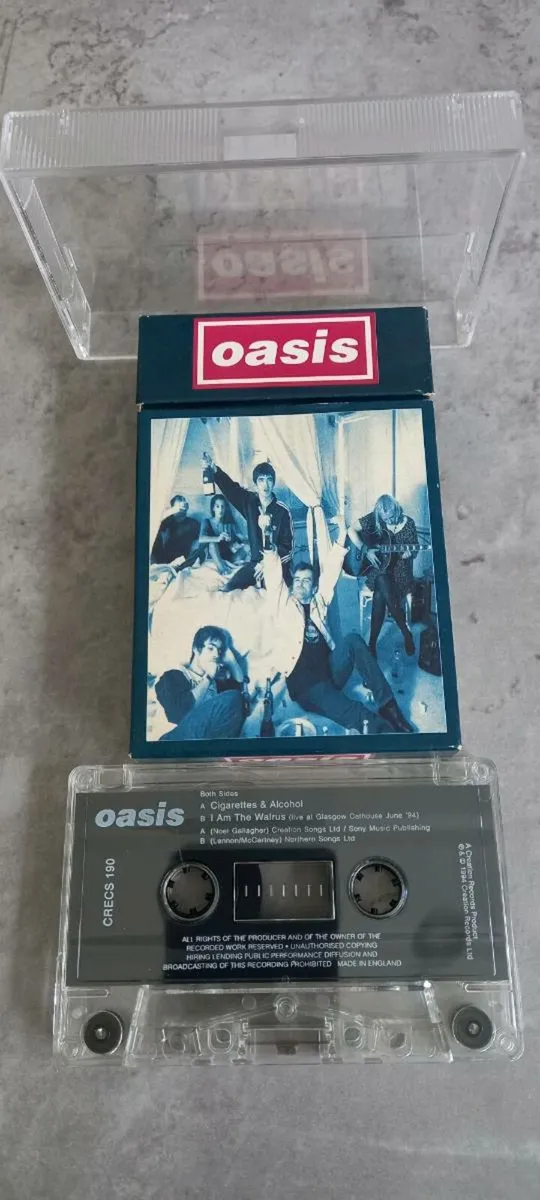 oasis
oasis
oasis
Both Sides
A Cigarettes & Alcohol
B I Am The Walrus (live at Glasgow Cathouse June '94)
A (Noel Gallagher) Creation Songs Ltd / Sony Music Publishing
B (Lennon/McCartney) Northern Songs Ltd
CRECS 190
A Creation Records Product
℗ & © 1994 Creation Records Ltd
ALL RIGHTS OF THE PRODUCER AND OF THE OWNER OF THE
RECORDED WORK RESERVED • UNAUTHORISED COPYING
HIRING LENDING PUBLIC PERFORMANCE DIFFUSION AND
BROADCASTING OF THIS RECORDING PROHIBITED MADE IN ENGLAND